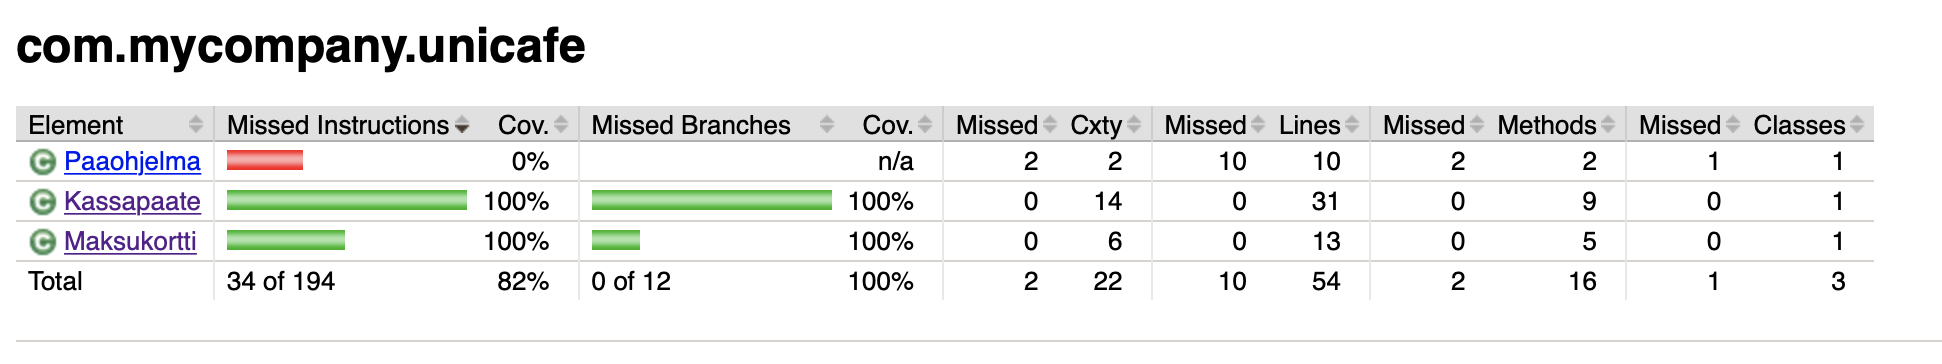 com.mycompany.unicafe
Element Missed Instructions Cov. Missed Branches Cov. Missed Cxty Missed Lines Missed Methods Missed Classes
C Paaohjelma 0% n/a 2 2 10 10 2 2 1 1
C Kassapaate 100% 100% 0 14 0 31 0 9 0 1
C Maksukortti 100% 100% 0 6 0 13 0 5 0 1
Total 34 of 194 82% 0 of 12 100% 2 22 10 54 2 16 1 3